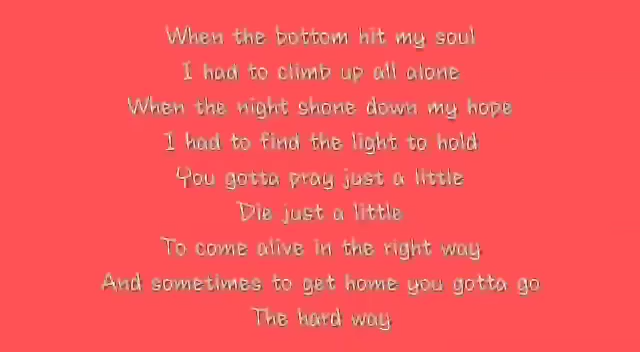 When the bottom hit my soul
I had to climb up all alone
When the night shone down my hope
I had to find the light to hold
You gotta pray just a little
Die just a little
To come alive in the right way
And sometimes to get home you gotta go
The hard way